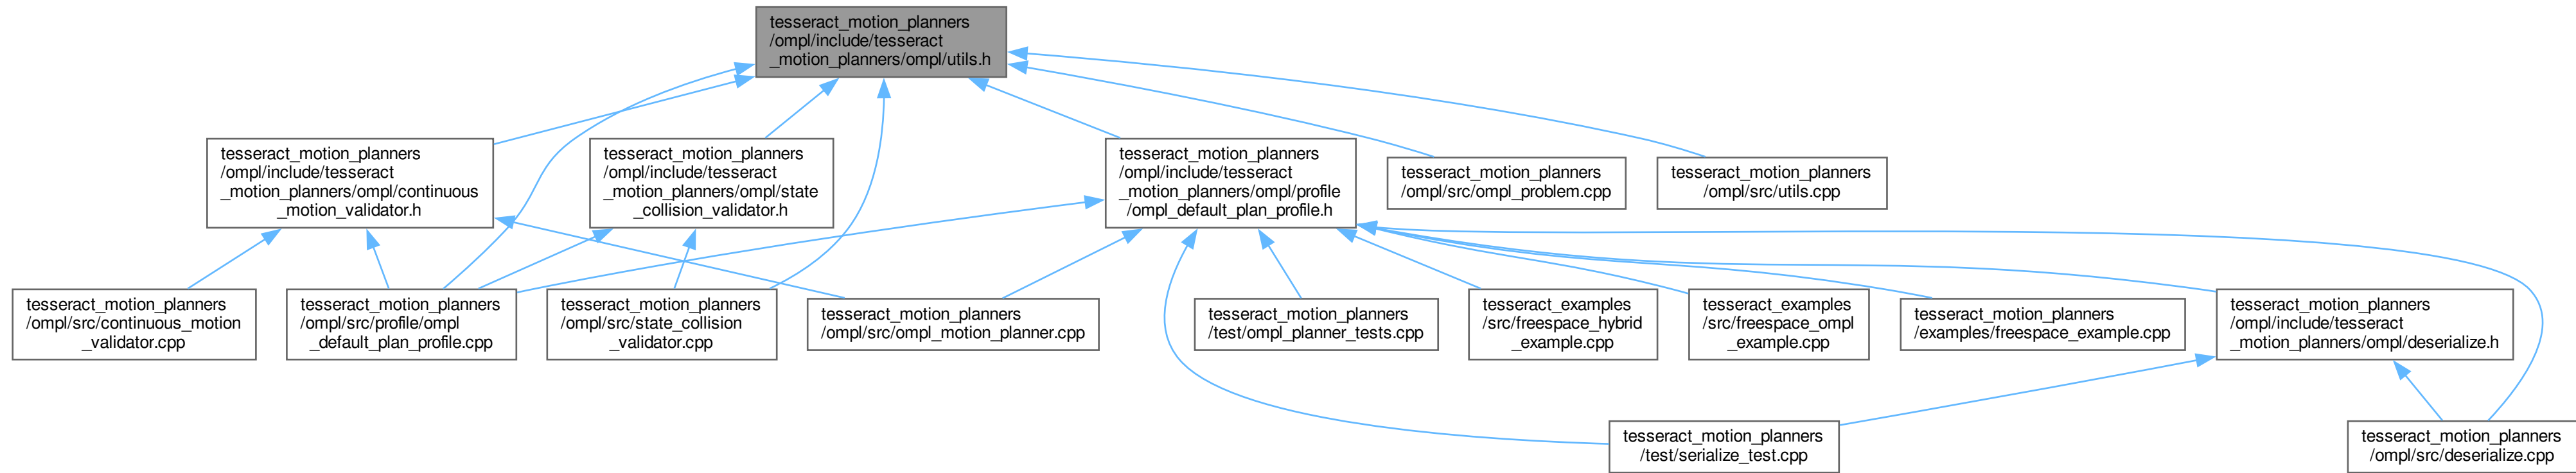 tesseract_motion_planners
/ompl/include/tesseract
_motion_planners/ompl/utils.h
tesseract_motion_planners
/ompl/include/tesseract
_motion_planners/ompl/continuous
_motion_validator.h
tesseract_motion_planners
/ompl/include/tesseract
_motion_planners/ompl/state
_collision_validator.h
tesseract_motion_planners
/ompl/include/tesseract
_motion_planners/ompl/profile
/ompl_default_plan_profile.h
tesseract_motion_planners
/ompl/src/ompl_problem.cpp
tesseract_motion_planners
/ompl/src/utils.cpp
tesseract_motion_planners
/ompl/src/continuous_motion
_validator.cpp
tesseract_motion_planners
/ompl/src/profile/ompl
_default_plan_profile.cpp
tesseract_motion_planners
/ompl/src/state_collision
_validator.cpp
tesseract_motion_planners
/ompl/src/ompl_motion_planner.cpp
tesseract_motion_planners
/test/ompl_planner_tests.cpp
tesseract_examples
/src/freespace_hybrid
_example.cpp
tesseract_examples
/src/freespace_ompl
_example.cpp
tesseract_motion_planners
/examples/freespace_example.cpp
tesseract_motion_planners
/ompl/include/tesseract
_motion_planners/ompl/deserialize.h
tesseract_motion_planners
/test/serialize_test.cpp
tesseract_motion_planners
/ompl/src/deserialize.cpp